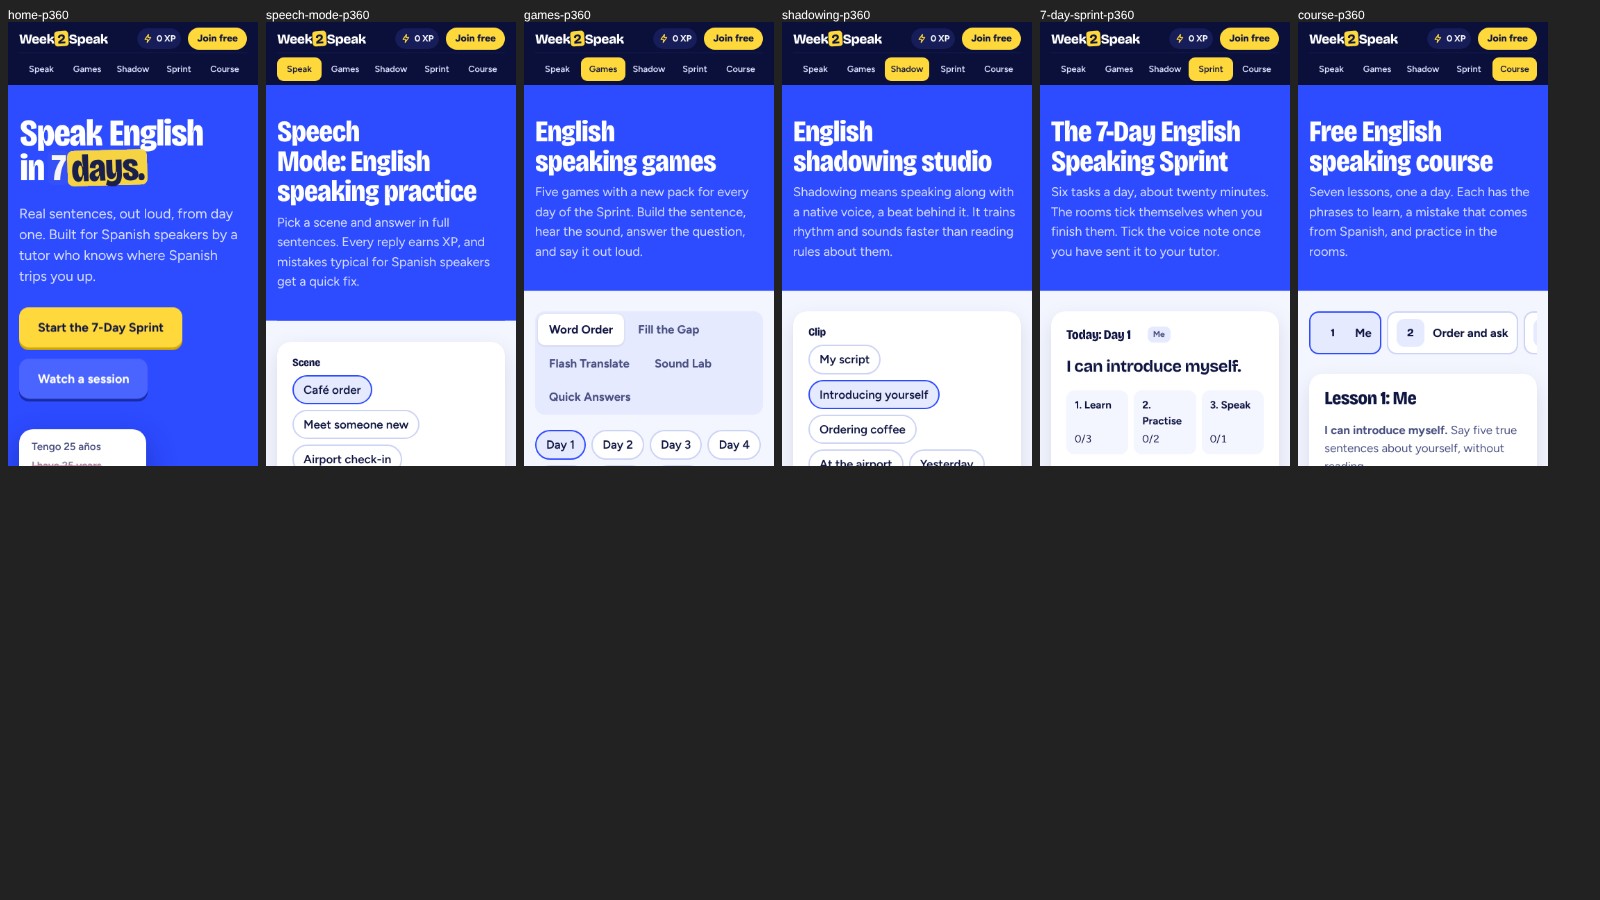 home-p360
Week2Speak
0 XP
Join free
Speak Games Shadow Sprint Course
Speak English
in 7 days.
Real sentences, out loud, from day
one. Built for Spanish speakers by a
tutor who knows where Spanish
trips you up.
Start the 7-Day Sprint
Watch a session
Tengo 25 años
I have 25 years
speech-mode-p360
Week2Speak
0 XP
Join free
Speak Games Shadow Sprint Course
Speech
Mode: English
speaking practice
Pick a scene and answer in full
sentences. Every reply earns XP, and
mistakes typical for Spanish speakers
get a quick fix.
Scene
Café order
Meet someone new
Airport check-in
games-p360
Week2Speak
0 XP
Join free
Speak Games Shadow Sprint Course
English
speaking games
Five games with a new pack for every
day of the Sprint. Build the sentence,
hear the sound, answer the question,
and say it out loud.
Word Order Fill the Gap
Flash Translate Sound Lab
Quick Answers
Day 1 Day 2 Day 3 Day 4
shadowing-p360
Week2Speak
0 XP
Join free
Speak Games Shadow Sprint Course
English
shadowing studio
Shadowing means speaking along with
a native voice, a beat behind it. It trains
rhythm and sounds faster than reading
rules about them.
Clip
My script
Introducing yourself
Ordering coffee
At the airport Yesterday
7-day-sprint-p360
Week2Speak
0 XP
Join free
Speak Games Shadow Sprint Course
The 7-Day English
Speaking Sprint
Six tasks a day, about twenty minutes.
The rooms tick themselves when you
finish them. Tick the voice note once
you have sent it to your tutor.
Today: Day 1 Me
I can introduce myself.
1. Learn
0/3
2.
Practise
0/2
3. Speak
0/1
course-p360
Week2Speak
0 XP
Join free
Speak Games Shadow Sprint Course
Free English
speaking course
Seven lessons, one a day. Each has the
phrases to learn, a mistake that comes
from Spanish, and practice in the
rooms.
1 Me
2 Order and ask
Lesson 1: Me
I can introduce myself. Say five true
sentences about yourself, without
reading.